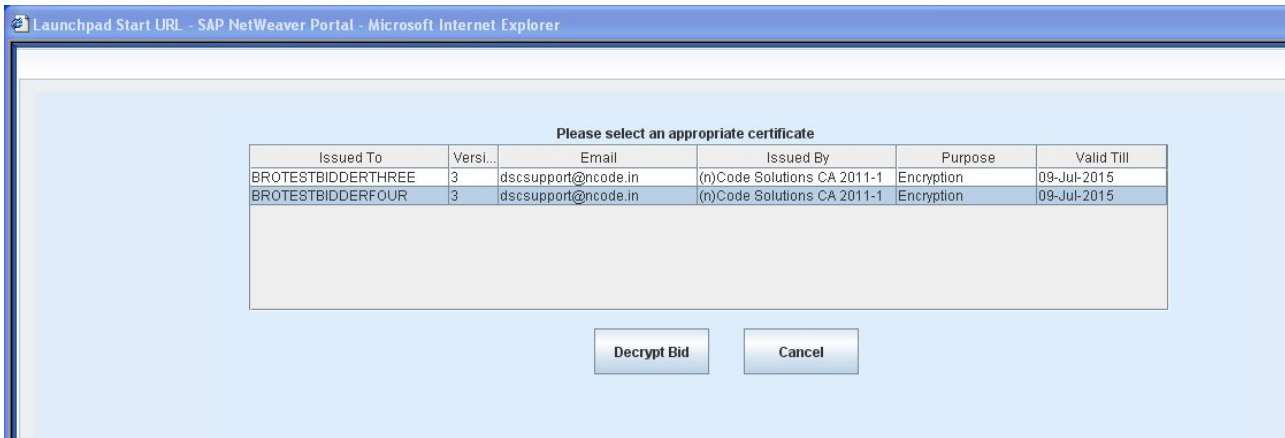 Launchpad Start URL - SAP NetWeaver Portal - Microsoft Internet Explorer
Please select an appropriate certificate
Issued To Versi... Email Issued By Purpose Valid Till
BROTESTBIDDERTHREE 3 dscsupport@ncode.in (n)Code Solutions CA 2011-1 Encryption 09-Jul-2015
BROTESTBIDDERFOUR 3 dscsupport@ncode.in (n)Code Solutions CA 2011-1 Encryption 09-Jul-2015
Decrypt Bid Cancel